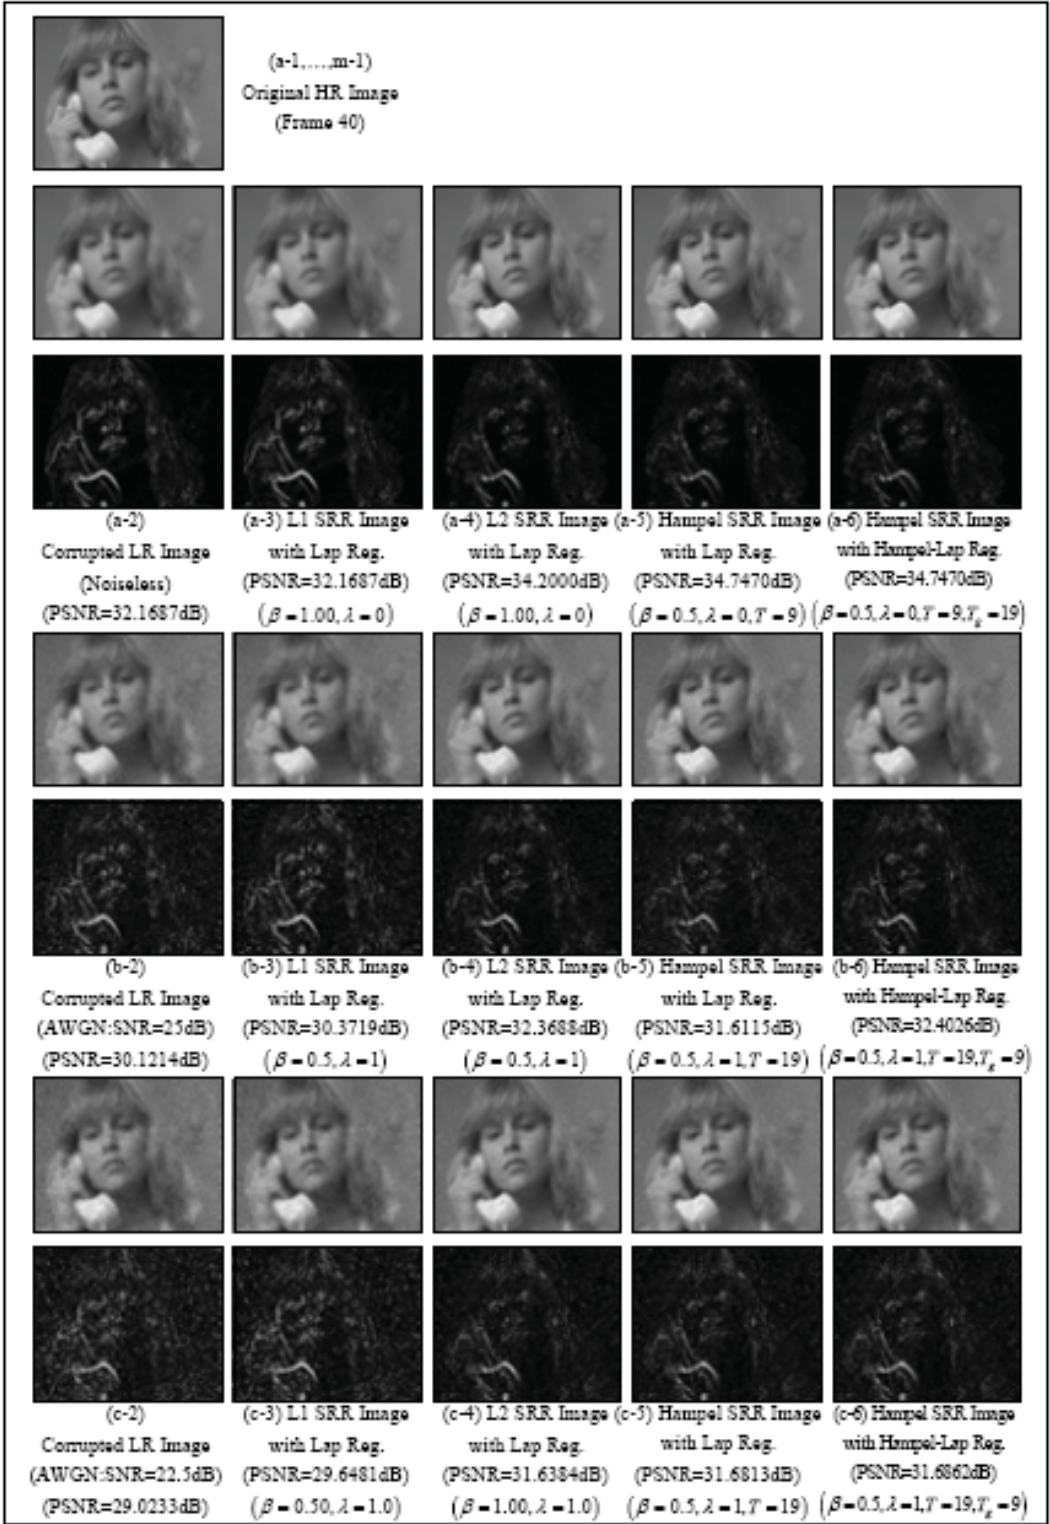 (a-1,...,m-1)
Original HR Image
(Frame 40)
(a-2)
Corrupted LR Image
(Noiseless)
(PSNR=32.1687dB)
(a-3) L1 SRR Image
with Lap Reg.
(PSNR=32.1687dB)
(β=1.00,λ=0)
(a-4) L2 SRR Image
with Lap Reg.
(PSNR=34.2000dB)
(β=1.00,λ=0)
(a-5) Hampel SRR Image
with Lap Reg.
(PSNR=34.7470dB)
(β=0.5,λ=0,T=9)
(a-6) Hampel SRR Image
with Hampel-Lap Reg.
(PSNR=34.7470dB)
(β=0.5,λ=0,T=9,T_g=19)
(b-2)
Corrupted LR Image
(AWGN:SNR=25dB)
(PSNR=30.1214dB)
(b-3) L1 SRR Image
with Lap Reg.
(PSNR=30.3719dB)
(β=0.5,λ=1)
(b-4) L2 SRR Image
with Lap Reg.
(PSNR=32.3688dB)
(β=0.5,λ=1)
(b-5) Hampel SRR Image
with Lap Reg.
(PSNR=31.6115dB)
(β=0.5,λ=1,T=19)
(b-6) Hampel SRR Image
with Hampel-Lap Reg.
(PSNR=32.4026dB)
(β=0.5,λ=1,T=19,T_g=9)
(c-2)
Corrupted LR Image
(AWGN:SNR=22.5dB)
(PSNR=29.0233dB)
(c-3) L1 SRR Image
with Lap Reg.
(PSNR=29.6481dB)
(β=0.50,λ=1.0)
(c-4) L2 SRR Image
with Lap Reg.
(PSNR=31.6384dB)
(β=1.00,λ=1.0)
(c-5) Hampel SRR Image
with Lap Reg.
(PSNR=31.6813dB)
(β=0.5,λ=1,T=19)
(c-6) Hampel SRR Image
with Hampel-Lap Reg.
(PSNR=31.6862dB)
(β=0.5,λ=1,T=19,T_g=9)